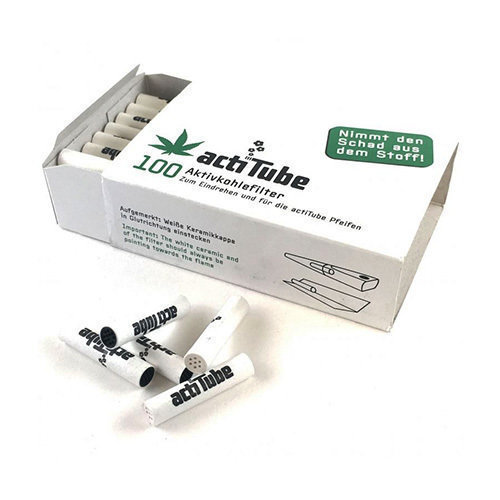 actiTube
100 Aktivkohlefilter
Zum Eindrehen und für die actiTube Pfeifen
Nimmt den
Schad aus
dem Stoff!
Aufgemerkt: Weiße Keramikkappe
in Glutrichtung einstecken
Important: The white ceramic end
of the filter should always be
pointing towards the flame
actiTube
actiTube
actiTube